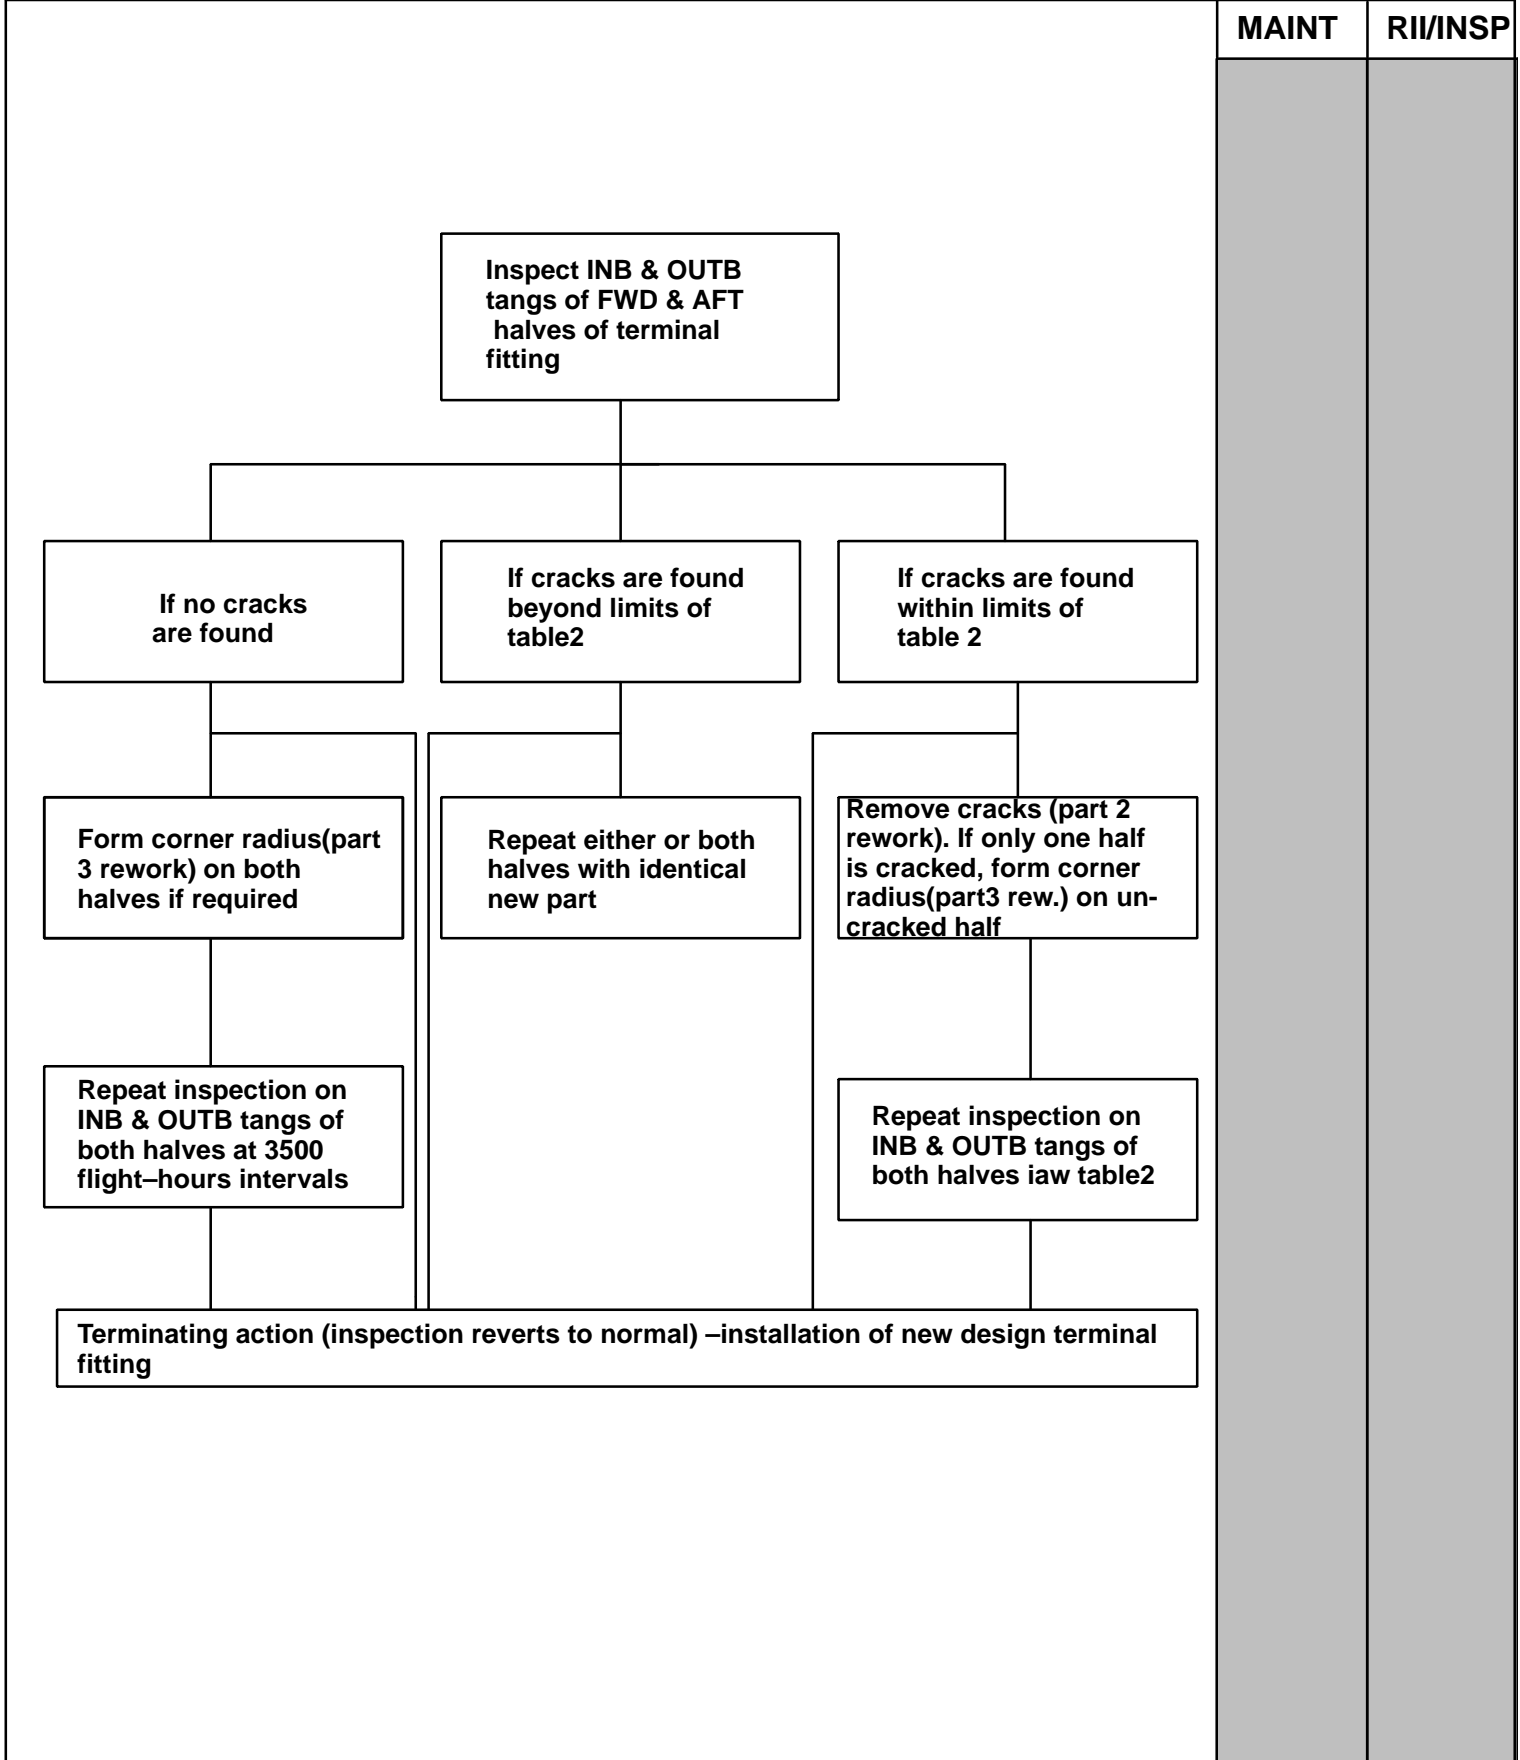 MAINT
RII/INSP
Inspect INB & OUTB
tangs of FWD & AFT
halves of terminal
fitting
If no cracks
are found
If cracks are found
beyond limits of
table2
If cracks are found
within limits of
table 2
Form corner radius(part
3 rework) on both
halves if required
Repeat either or both
halves with identical
new part
Remove cracks (part 2
rework). If only one half
is cracked, form corner
radius(part3 rew.) on un-
cracked half
Repeat inspection on
INB & OUTB tangs of
both halves at 3500
flight–hours intervals
Repeat inspection on
INB & OUTB tangs of
both halves iaw table2
Terminating action (inspection reverts to normal) –installation of new design terminal
fitting